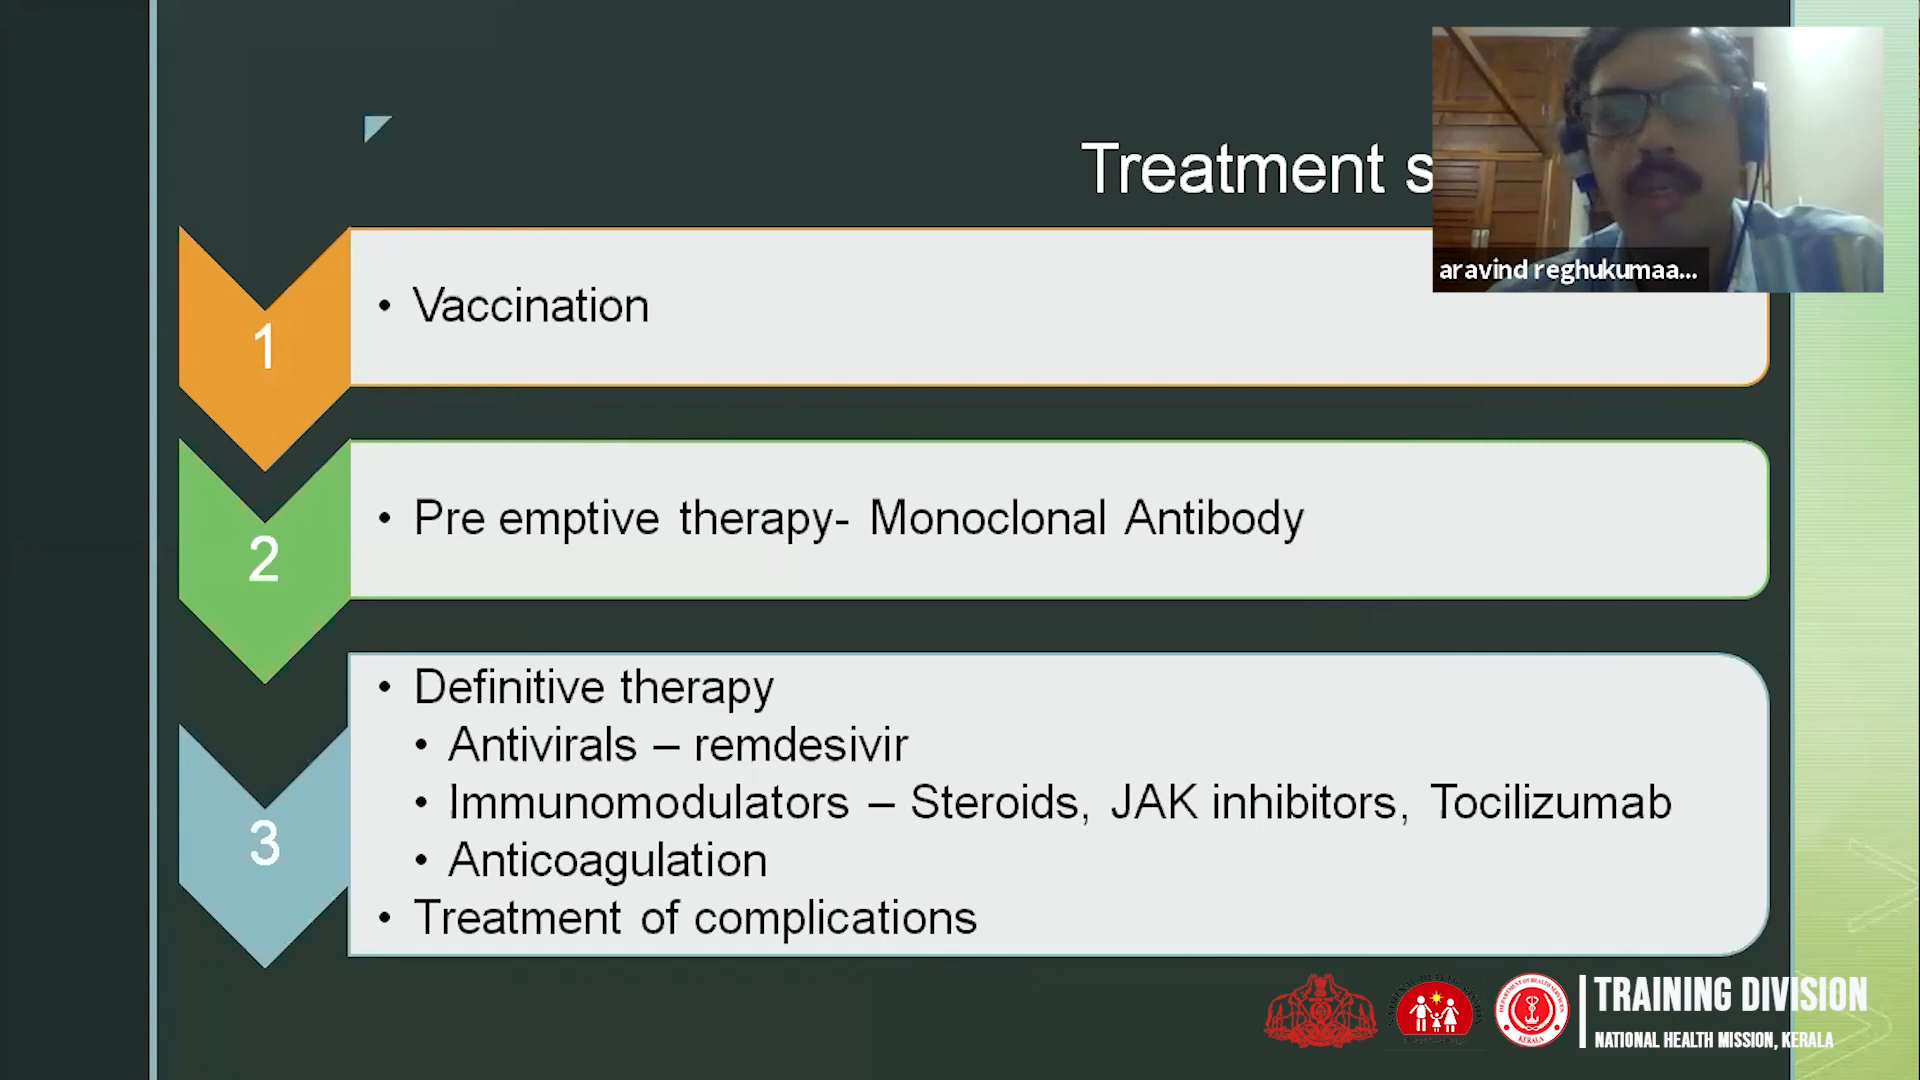 Treatment s
aravind reghukumaa...
1
• Vaccination
2
• Pre emptive therapy- Monoclonal Antibody
3
• Definitive therapy
• Antivirals – remdesivir
• Immunomodulators – Steroids, JAK inhibitors, Tocilizumab
• Anticoagulation
• Treatment of complications
TRAINING DIVISION
NATIONAL HEALTH MISSION, KERALA
KERALA